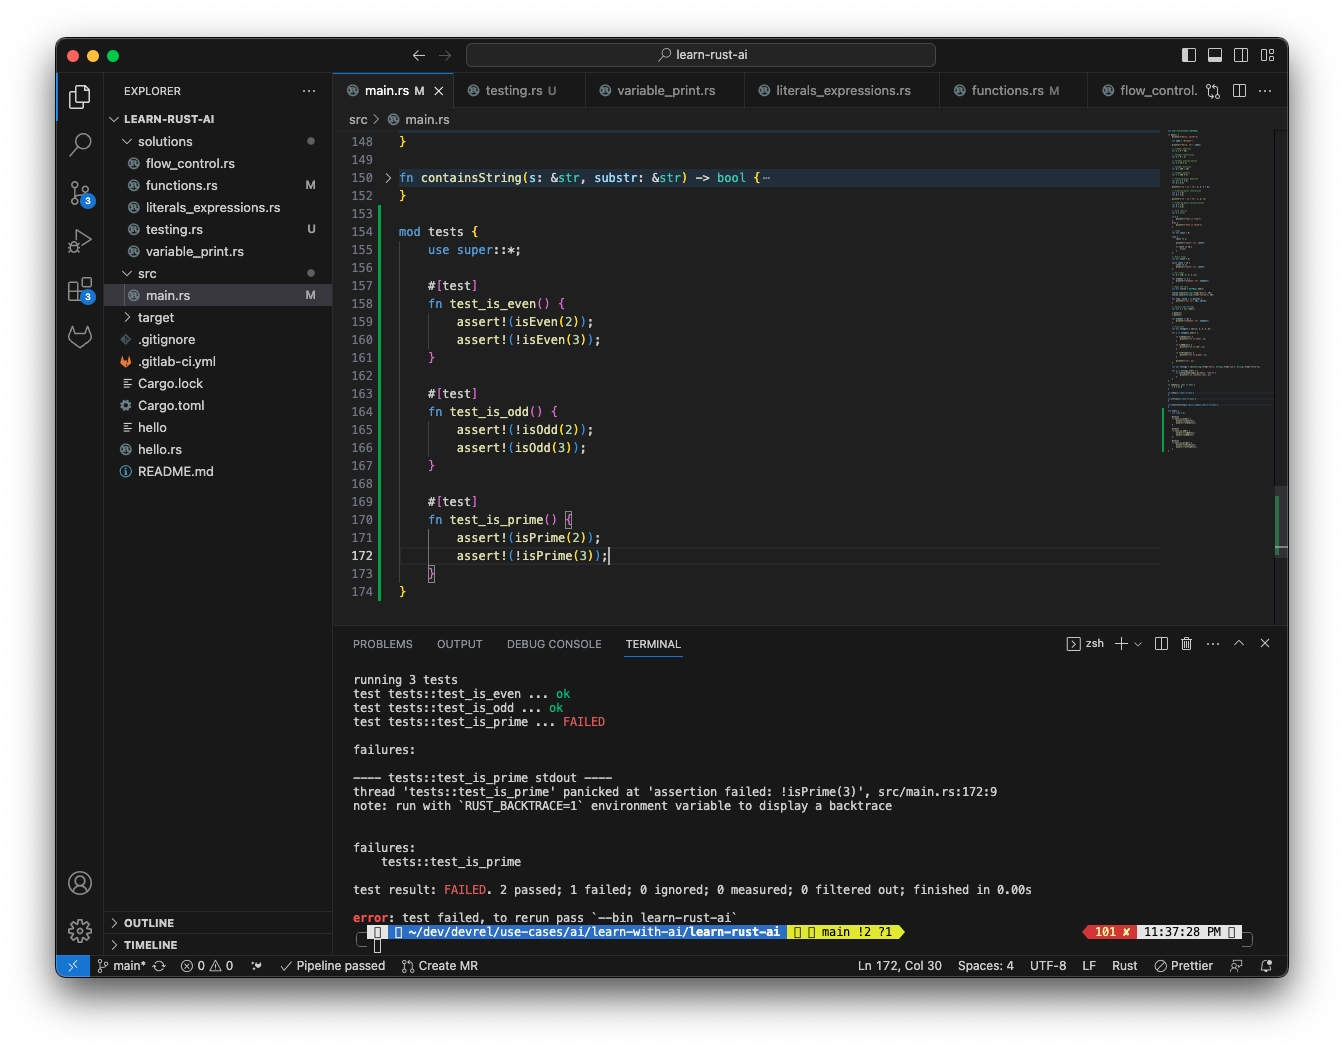 learn-rust-ai
EXPLORER
LEARN-RUST-AI
solutions
flow_control.rs
functions.rs M
literals_expressions.rs
testing.rs U
variable_print.rs
src
main.rs M
target
.gitignore
.gitlab-ci.yml
Cargo.lock
Cargo.toml
hello
hello.rs
README.md
OUTLINE
TIMELINE
3
3
main.rs M
testing.rs U
variable_print.rs
literals_expressions.rs
functions.rs M
flow_control.
src > main.rs
148 }
149
150 fn containsString(s: &str, substr: &str) -> bool {⋯
152 }
153
154 mod tests {
155 use super::*;
156
157 #[test]
158 fn test_is_even() {
159 assert!(isEven(2));
160 assert!(!isEven(3));
161 }
162
163 #[test]
164 fn test_is_odd() {
165 assert!(!isOdd(2));
166 assert!(isOdd(3));
167 }
168
169 #[test]
170 fn test_is_prime() {
171 assert!(isPrime(2));
172 assert!(!isPrime(3));
173 }
174 }
PROBLEMS OUTPUT DEBUG CONSOLE TERMINAL
zsh
running 3 tests
test tests::test_is_even ... ok
test tests::test_is_odd ... ok
test tests::test_is_prime ... FAILED
failures:
---- tests::test_is_prime stdout ----
thread 'tests::test_is_prime' panicked at 'assertion failed: !isPrime(3)', src/main.rs:172:9
note: run with `RUST_BACKTRACE=1` environment variable to display a backtrace
failures:
tests::test_is_prime
test result: FAILED. 2 passed; 1 failed; 0 ignored; 0 measured; 0 filtered out; finished in 0.00s
error: test failed, to rerun pass `--bin learn-rust-ai`
~/dev/devrel/use-cases/ai/learn-with-ai/learn-rust-ai main !2 ?1 101 ✘ 11:37:28 PM
main* 0 0 Pipeline passed Create MR Ln 172, Col 30 Spaces: 4 UTF-8 LF Rust Prettier